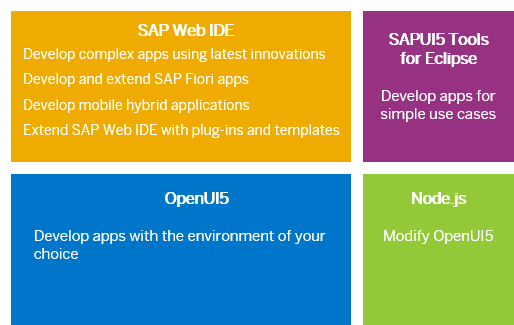 SAP Web IDE
Develop complex apps using latest innovations
Develop and extend SAP Fiori apps
Develop mobile hybrid applications
Extend SAP Web IDE with plug-ins and templates
SAPUI5 Tools
for Eclipse
Develop apps for
simple use cases
OpenUI5
Develop apps with the environment of your
choice
Node.js
Modify OpenUI5